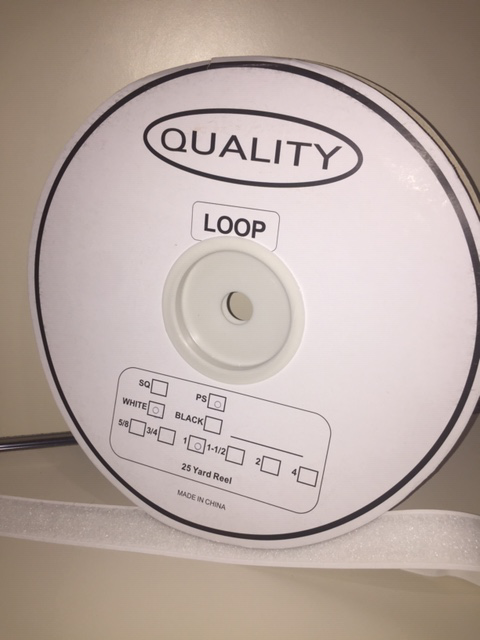 QUALITY
LOOP
SQ PS
WHITE BLACK
5/8 3/4 1 1-1/2 2 4
25 Yard Reel
MADE IN CHINA